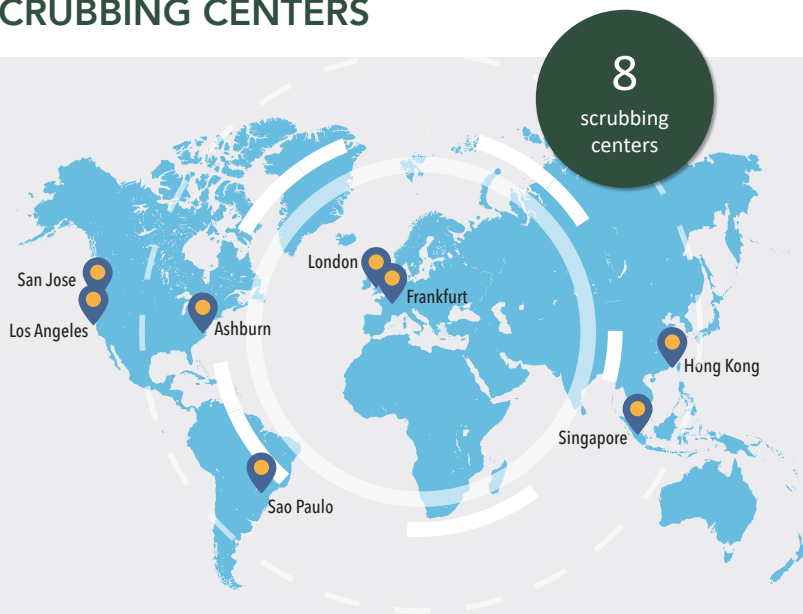 CRUBBING CENTERS
8
scrubbing
centers
London
San Jose
Frankfurt
Los Angeles
Ashburn
Hong Kong
Singapore
Sao Paulo